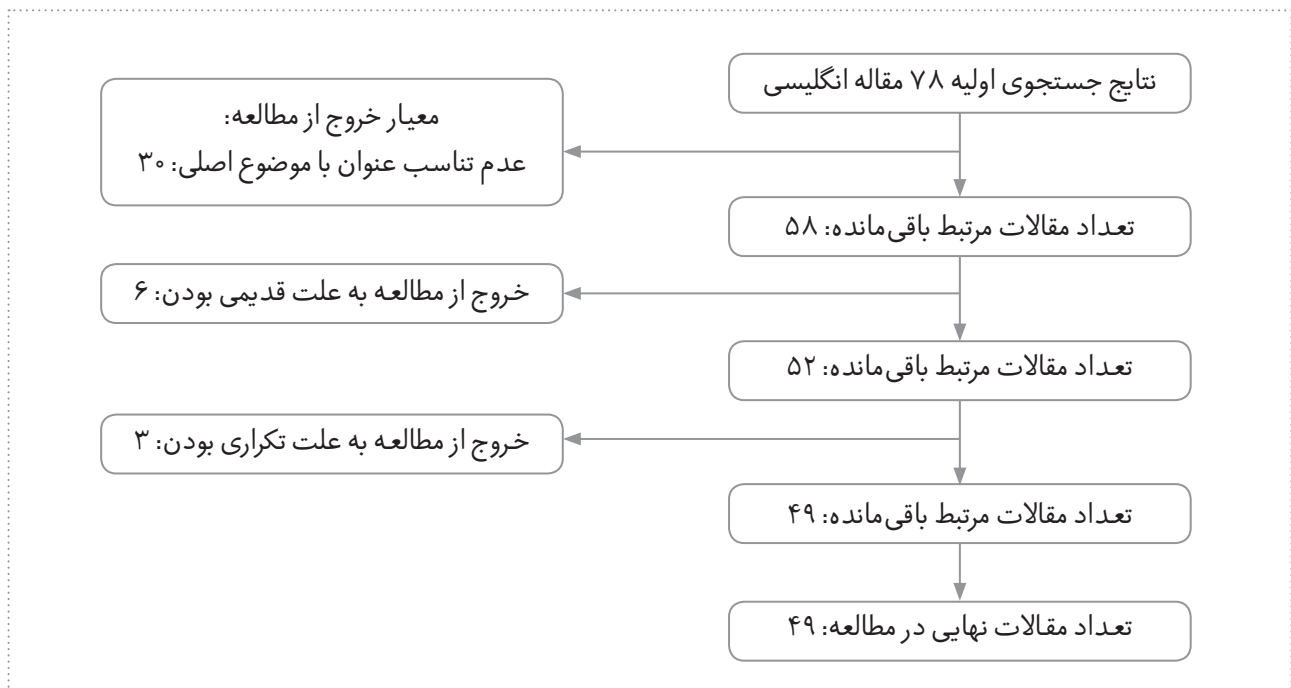 نتایج جستجوی اولیه ۷۸ مقاله انگلیسی
معیار خروج از مطالعه:
عدم تناسب عنوان با موضوع اصلی: ۳۰
تعداد مقالات مرتبط باقی‌مانده: ۵۸
خروج از مطالعه به علت قدیمی بودن: ۶
تعداد مقالات مرتبط باقی‌مانده: ۵۲
خروج از مطالعه به علت تکراری بودن: ۳
تعداد مقالات مرتبط باقی‌مانده: ۴۹
تعداد مقالات نهایی در مطالعه: ۴۹